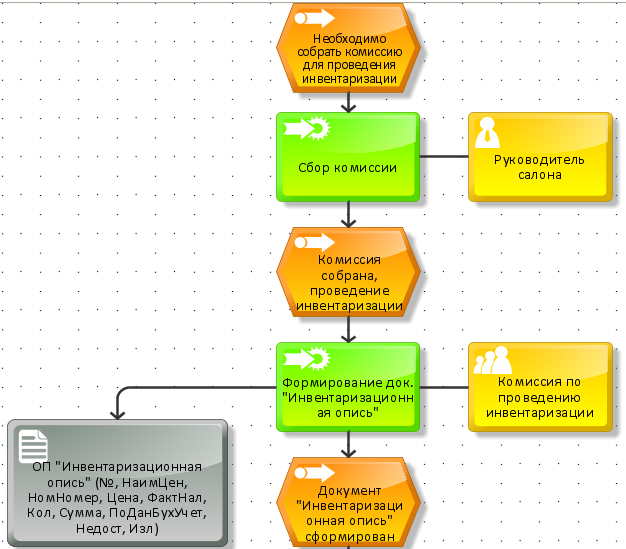 Необходимо
собрать комиссию
для проведения
инвентаризации
Сбор комиссии
Руководитель
салона
Комиссия
собрана,
проведение
инвентаризации
Формирование док.
"Инвентаризационн
ая опись"
Комиссия по
проведению
инвентаризации
ОП "Инвентаризационная
опись" (№, НаимЦен,
НомНомер, Цена, ФактНал,
Кол, Сумма, ПоДанБухУчет,
Недост, Изл)
Документ
"Инвентаризаци
онная опись"
сформирован